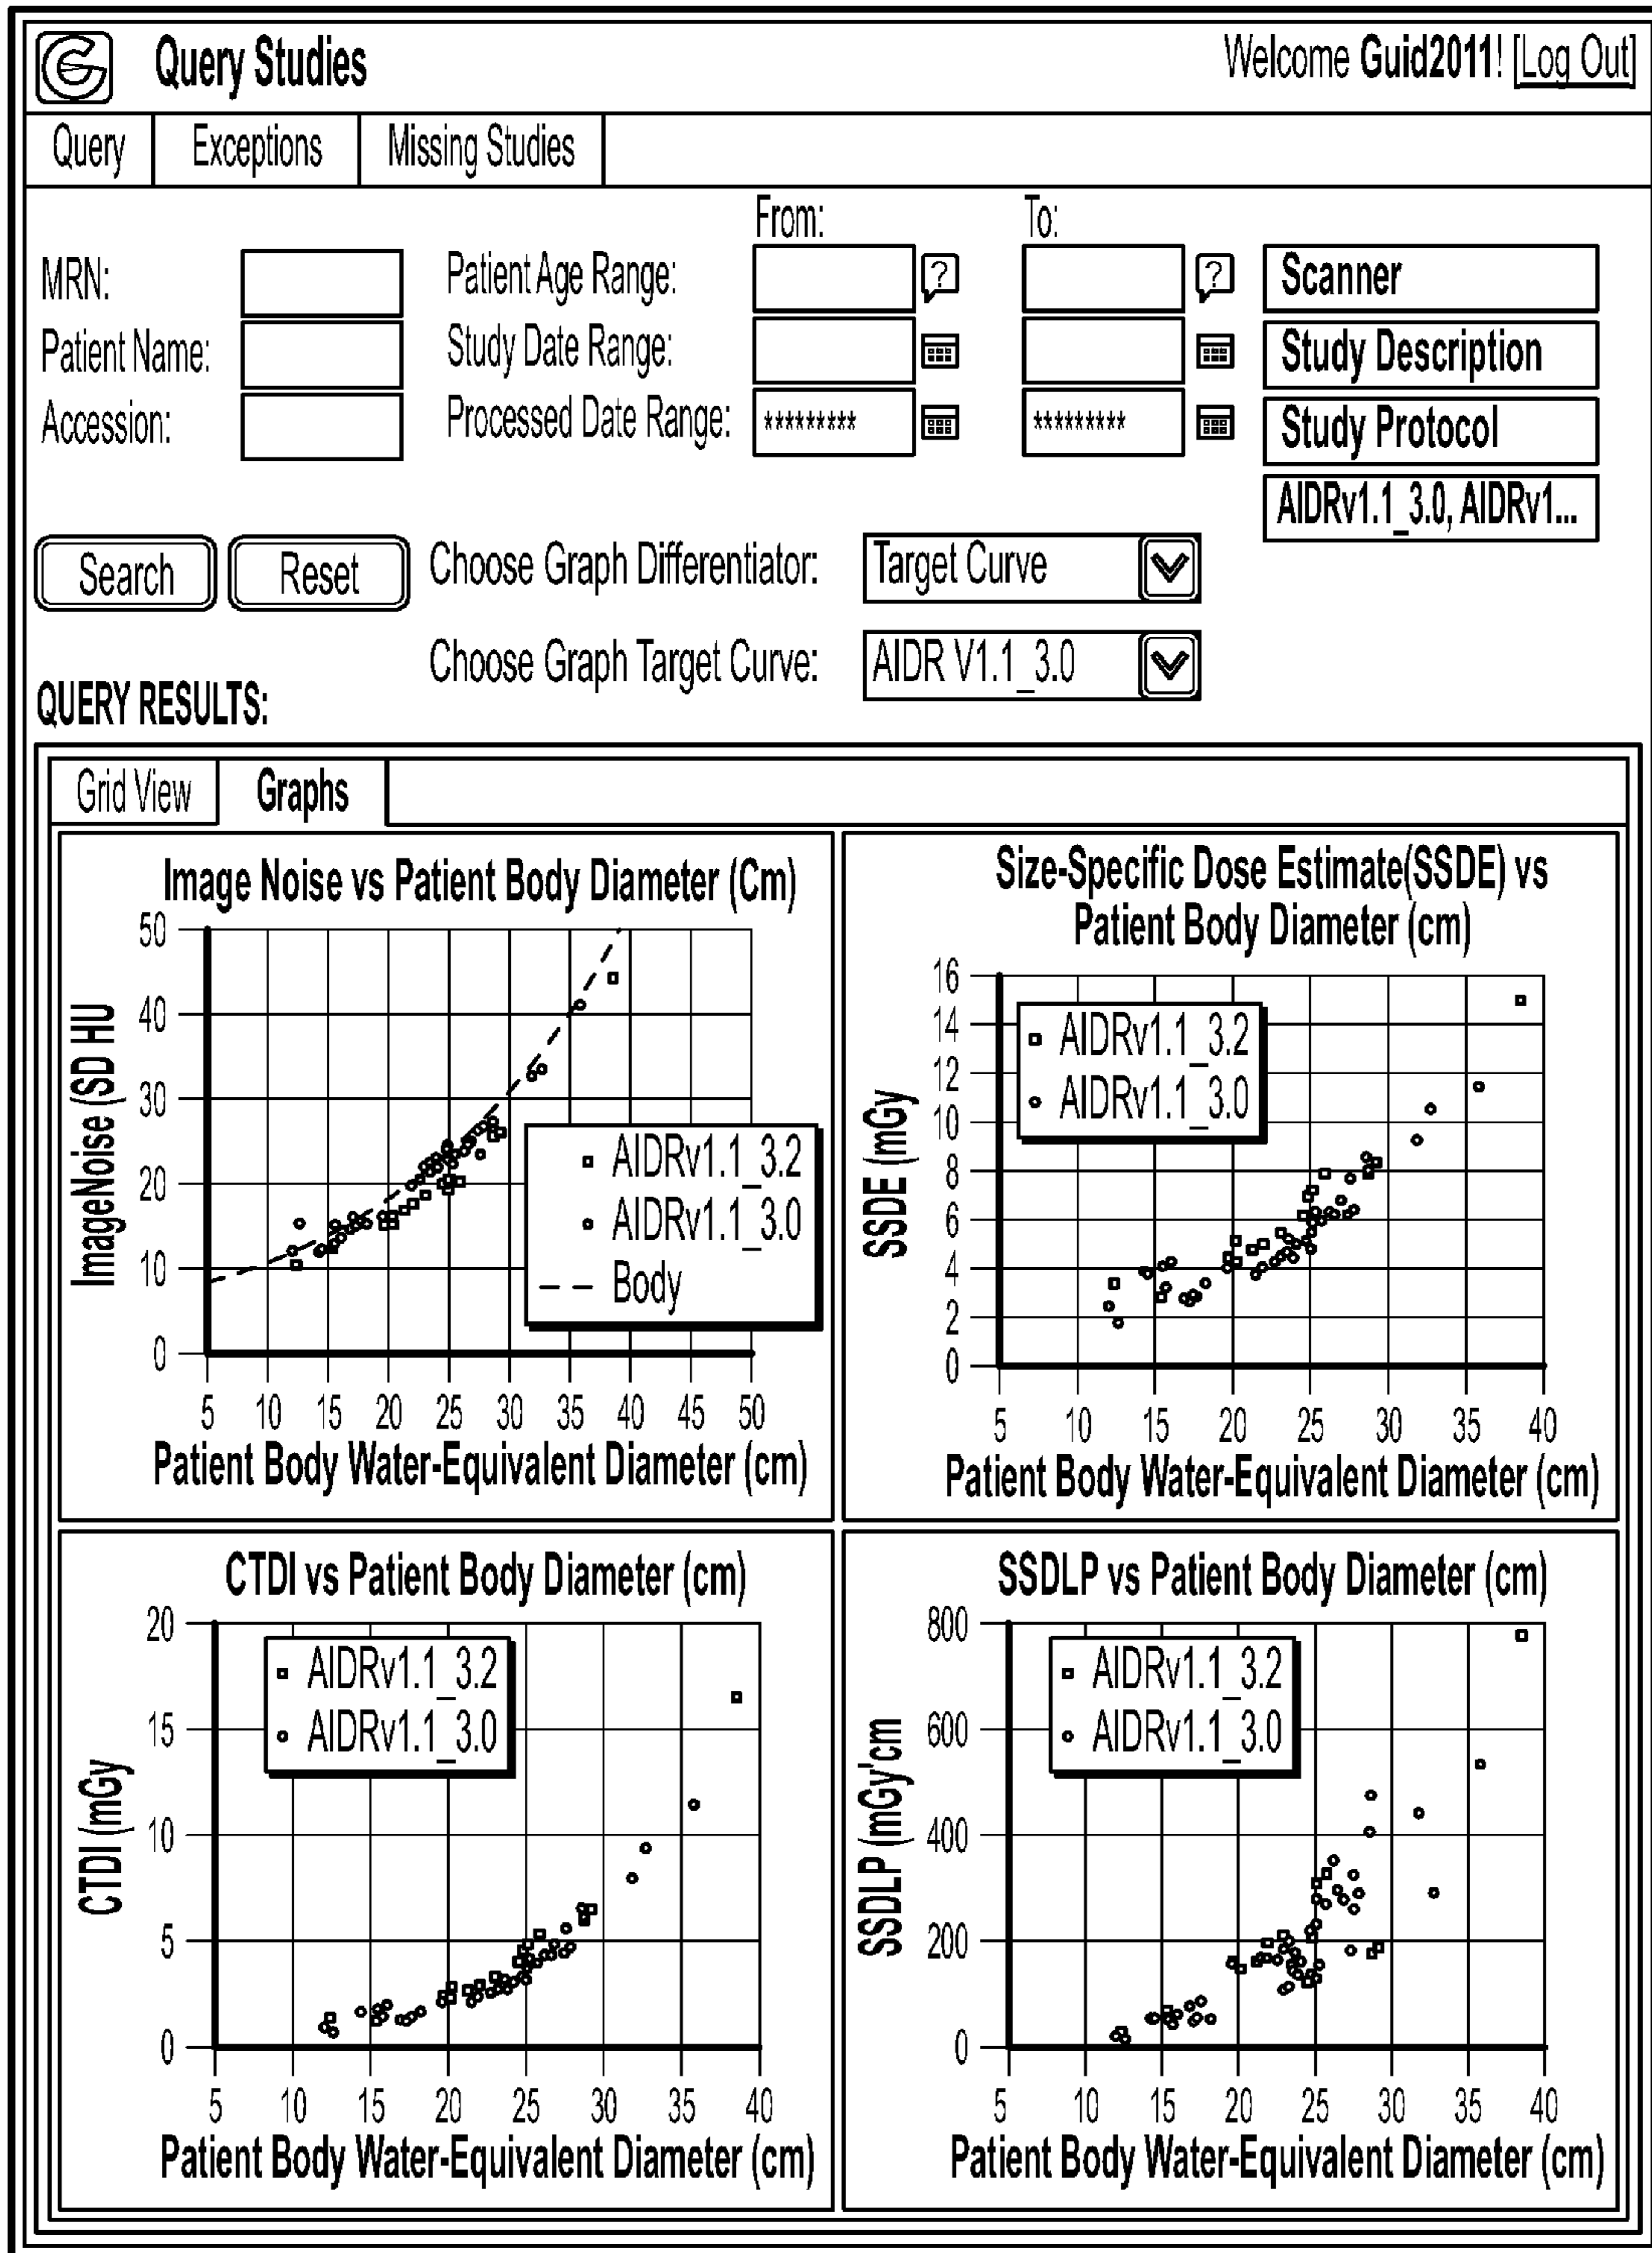 Query Studies
Welcome Guid2011! [Log Out]
Query Exceptions Missing Studies
From: To:
MRN: Patient Age Range: ? ? Scanner
Patient Name: Study Date Range: Study Description
Accession: Processed Date Range: ********* ********* Study Protocol
AIDRv1.1_3.0, AIDRv1...
Search Reset Choose Graph Differentiator: Target Curve
Choose Graph Target Curve: AIDR V1.1_3.0
QUERY RESULTS:
Grid View Graphs
Image Noise vs Patient Body Diameter (Cm)
50
40
30
20
10
0
ImageNoise (SD HU
AIDRv1.1_3.2
AIDRv1.1_3.0
Body
5 10 15 20 25 30 35 40 45 50
Patient Body Water-Equivalent Diameter (cm)
Size-Specific Dose Estimate(SSDE) vs
Patient Body Diameter (cm)
16
14
12
10
8
6
4
2
0
SSDE (mGy
AIDRv1.1_3.2
AIDRv1.1_3.0
5 10 15 20 25 30 35 40
Patient Body Water-Equivalent Diameter (cm)
CTDI vs Patient Body Diameter (cm)
20
15
10
5
0
CTDI (mGy
AIDRv1.1_3.2
AIDRv1.1_3.0
5 10 15 20 25 30 35 40
Patient Body Water-Equivalent Diameter (cm)
SSDLP vs Patient Body Diameter (cm)
800
600
400
200
0
SSDLP (mGy'cm
AIDRv1.1_3.2
AIDRv1.1_3.0
5 10 15 20 25 30 35 40
Patient Body Water-Equivalent Diameter (cm)